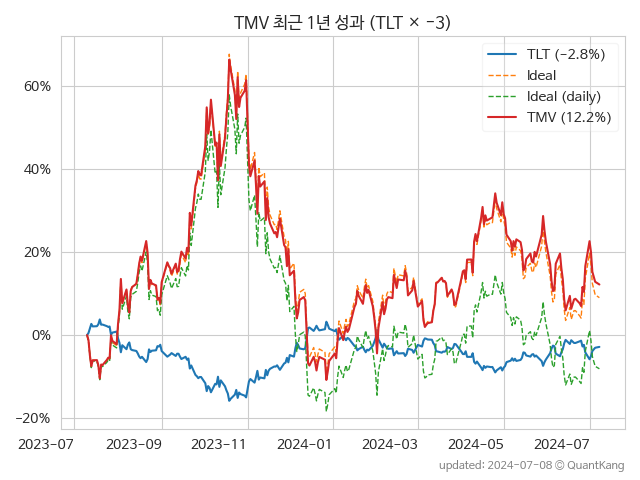 TMV 최근 1년 성과 (TLT × −3)
TLT (−2.8%)
Ideal
Ideal (daily)
TMV (12.2%)
60%
40%
20%
0%
−20%
2023-07
2023-09
2023-11
2024-01
2024-03
2024-05
2024-07
updated: 2024-07-08 © QuantKang